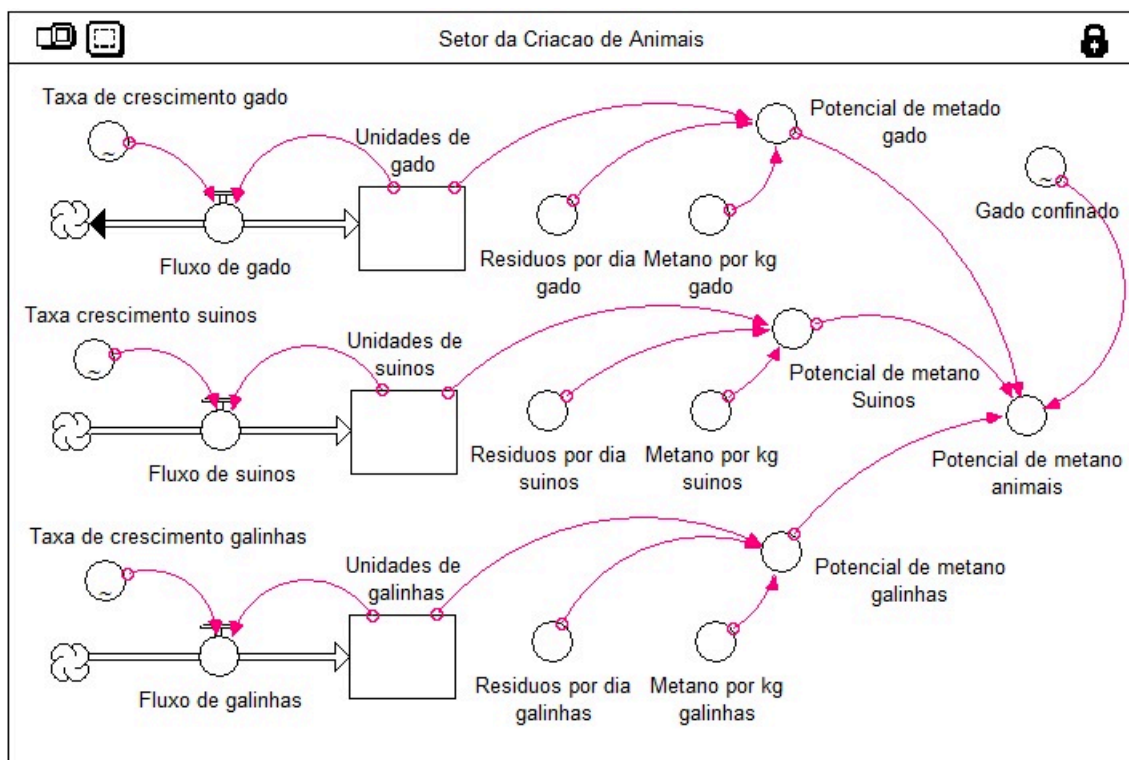 Setor da Criacao de Animais
Taxa de crescimento gado
Unidades de
gado
Potencial de metado
gado
~
~
Gado confinado
Fluxo de gado
Residuos por dia
gado
Metano por kg
gado
Taxa crescimento suinos
Unidades de
suinos
~
Potencial de metano
Suinos
Fluxo de suinos
Residuos por dia
suinos
Metano por kg
suinos
Potencial de metano
animais
Taxa de crescimento galinhas
Unidades de
galinhas
~
Potencial de metano
galinhas
Fluxo de galinhas
Residuos por dia
galinhas
Metano por kg
galinhas